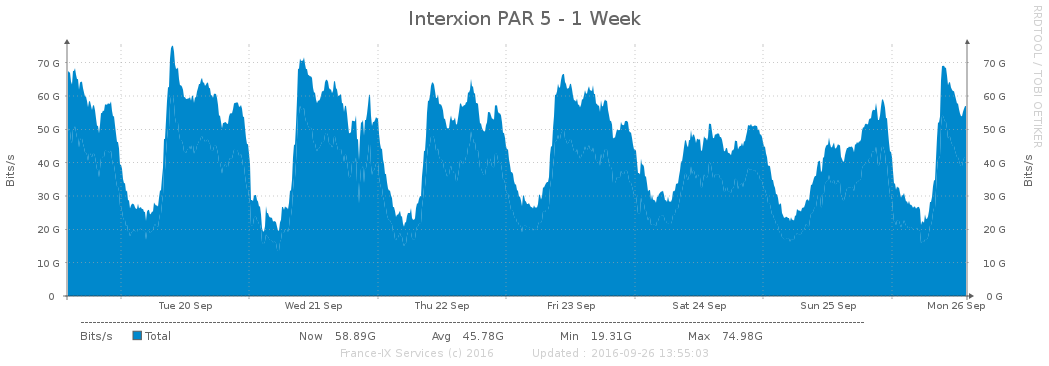 Interxion PAR 5 - 1 Week
RRDTOOL / TOBI OETIKER
Bits/s
70 G 70 G
60 G 60 G
50 G 50 G
40 G 40 G
30 G 30 G
20 G 20 G
10 G 10 G
0 0 G
Bits/s
Tue 20 Sep Wed 21 Sep Thu 22 Sep Fri 23 Sep Sat 24 Sep Sun 25 Sep Mon 26 Sep
Bits/s Total Now 58.89G Avg 45.78G Min 19.31G Max 74.98G
France-IX Services (c) 2016 Updated : 2016-09-26 13:55:03